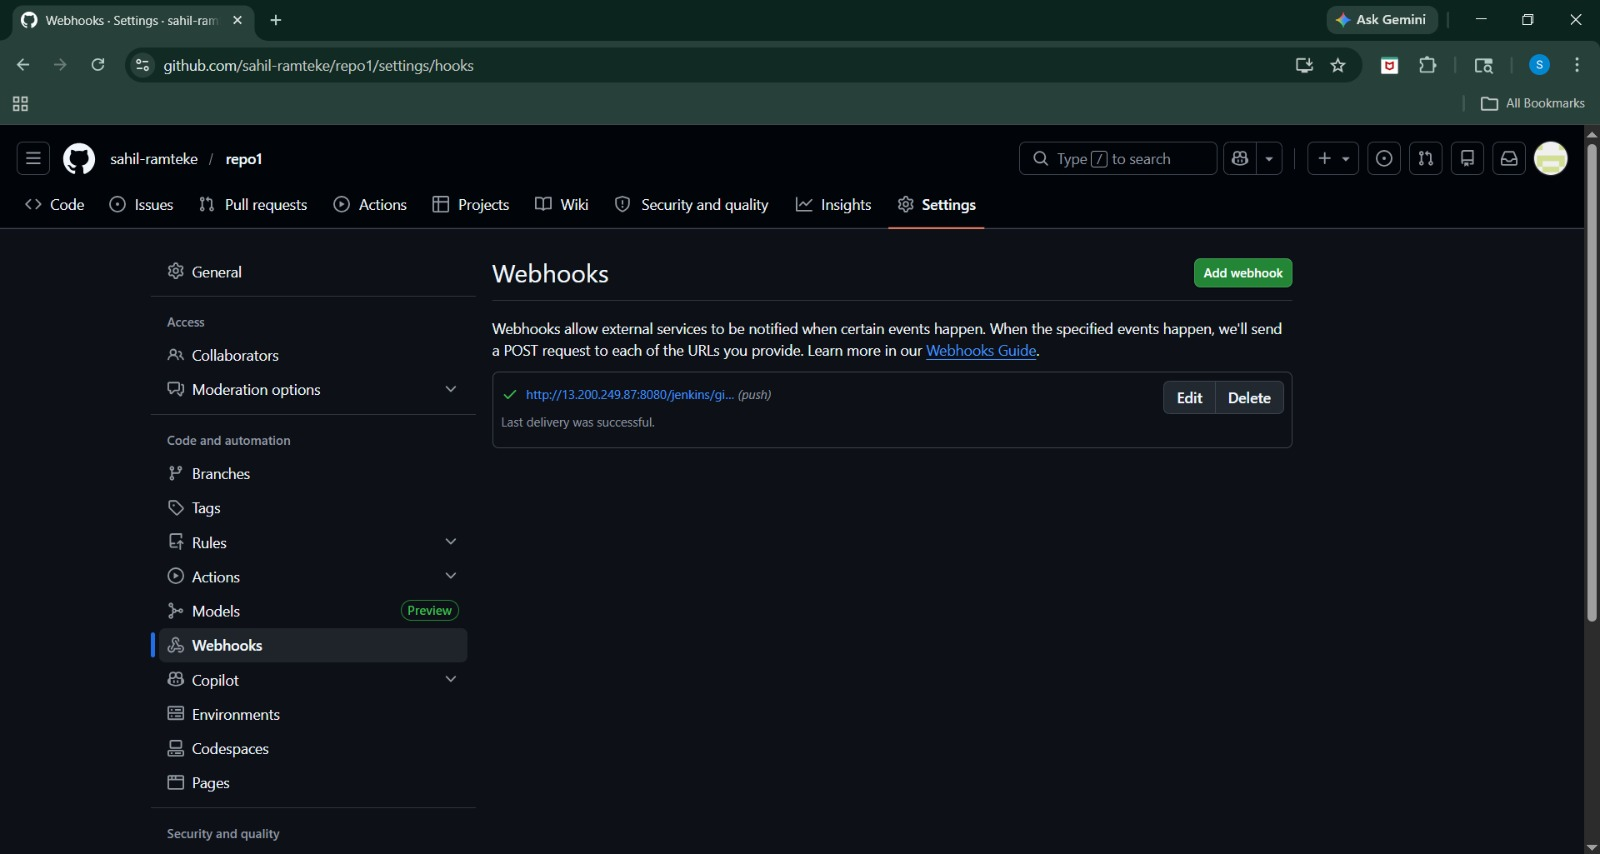 Webhooks · Settings · sahil-ram
Ask Gemini
github.com/sahil-ramteke/repo1/settings/hooks
S
All Bookmarks
sahil-ramteke / repo1
Type / to search
Code
Issues
Pull requests
Actions
Projects
Wiki
Security and quality
Insights
Settings
General
Access
Collaborators
Moderation options
Code and automation
Branches
Tags
Rules
Actions
Models
Preview
Webhooks
Copilot
Environments
Codespaces
Pages
Security and quality
Webhooks
Add webhook
Webhooks allow external services to be notified when certain events happen. When the specified events happen, we'll send
a POST request to each of the URLs you provide. Learn more in our Webhooks Guide.
http://13.200.249.87:8080/jenkins/gi... (push)
Edit
Delete
Last delivery was successful.